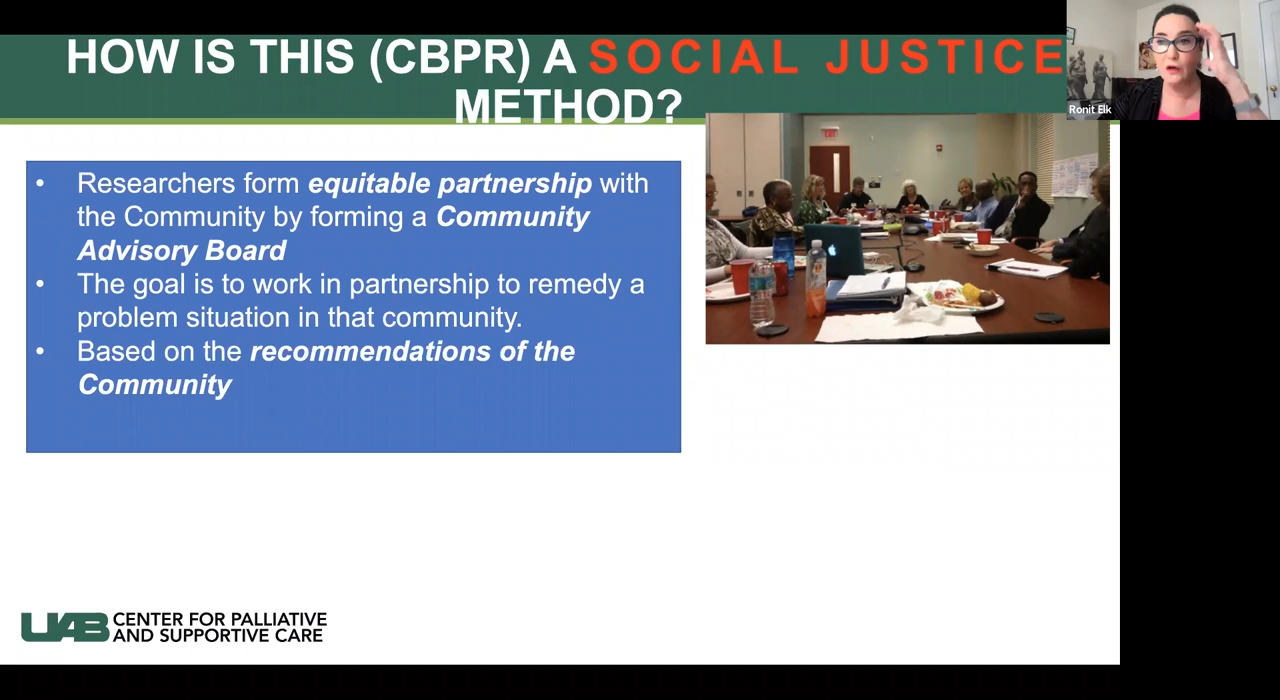 HOW IS THIS (CBPR) A SOCIAL JUSTICE
METHOD?
Ronit Elk
• Researchers form equitable partnership with
the Community by forming a Community
Advisory Board
• The goal is to work in partnership to remedy a
problem situation in that community.
• Based on the recommendations of the
Community
EXIT
UAB CENTER FOR PALLIATIVE
AND SUPPORTIVE CARE